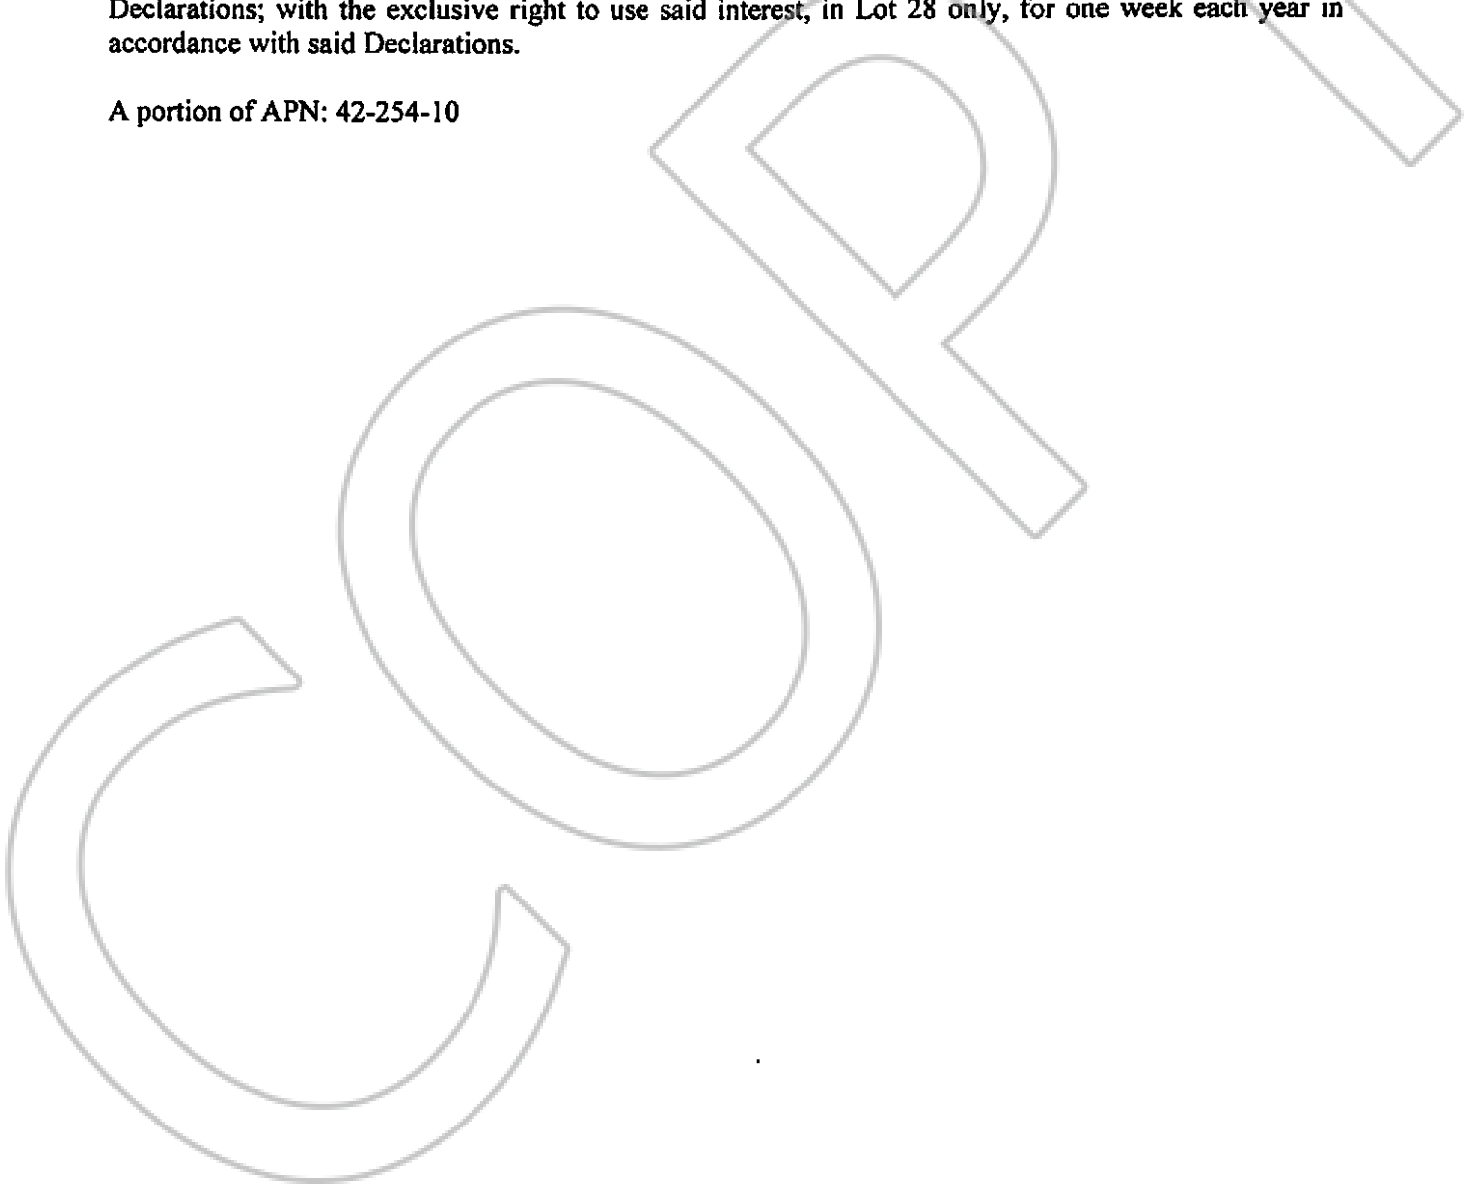 Declarations; with the exclusive right to use said interest, in Lot 28 only, for one week each year in
accordance with said Declarations.
A portion of APN: 42-254-10
COPY